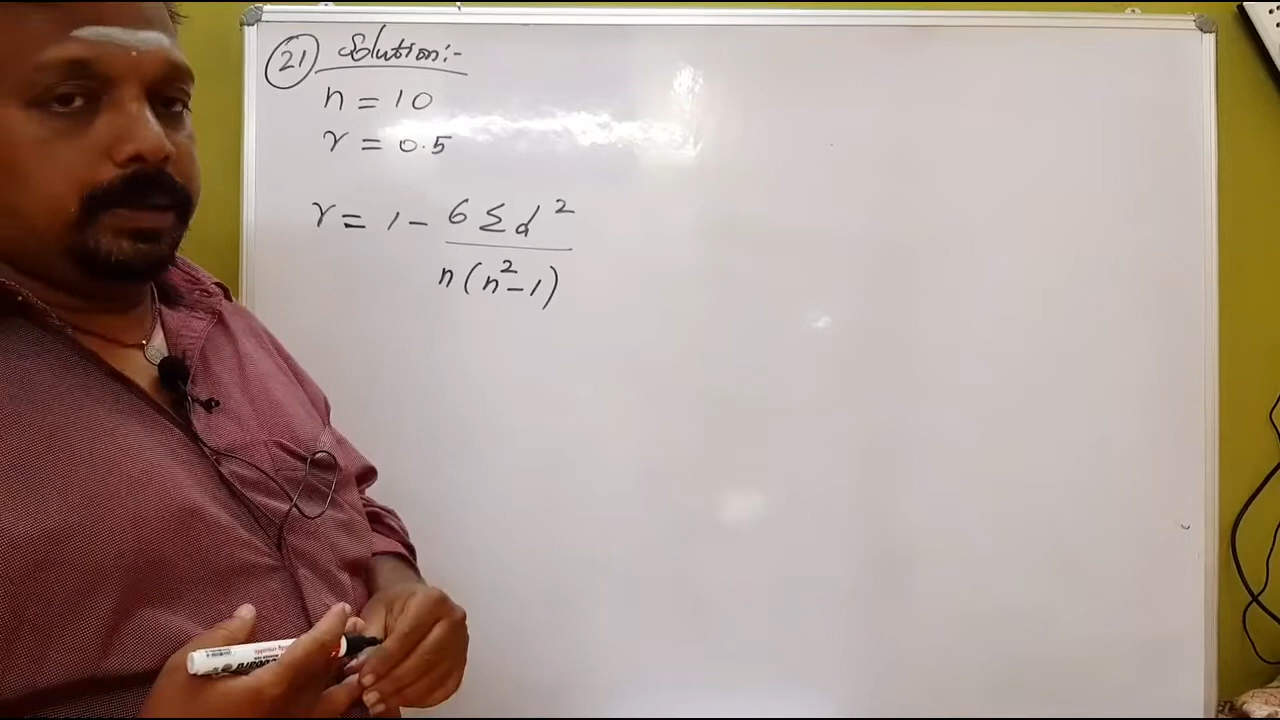 21 Solution:-
n = 10
r = 0.5
r = 1 - 6 Σ d²
n (n² - 1)